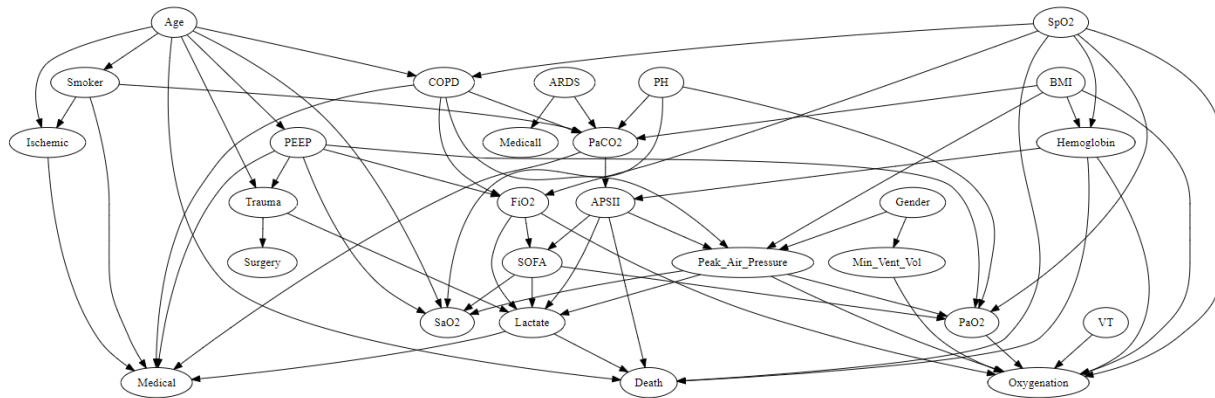 Age
SpO2
Smoker
COPD
ARDS
PH
BMI
Ischemic
PEEP
Medicall
PaCO2
Hemoglobin
Trauma
FiO2
APSII
Gender
Surgery
SOFA
Peak_Air_Pressure
Min_Vent_Vol
SaO2
Lactate
PaO2
VT
Medical
Death
Oxygenation